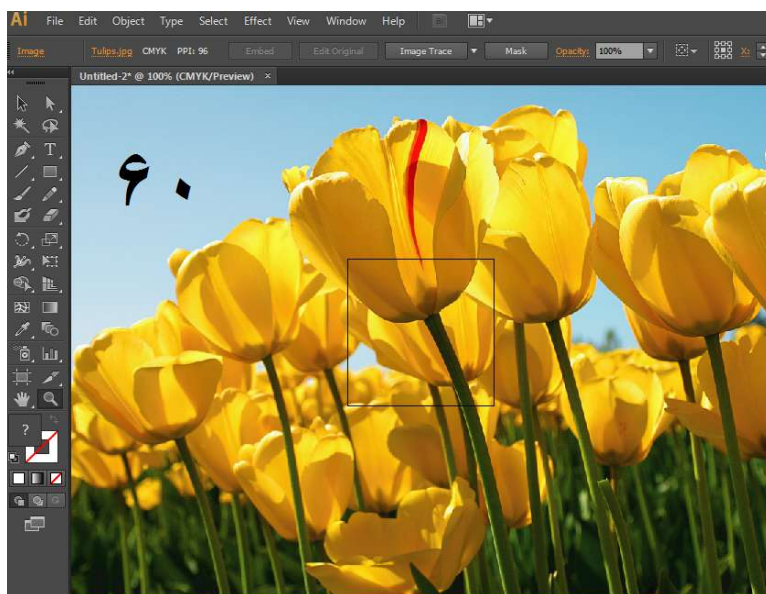 Ai File Edit Object Type Select Effect View Window Help Br
Image Tulips.jpg CMYK PPI: 96 Embed Edit Original Image Trace Mask Opacity: 100% X:
Untitled-2* @ 100% (CMYK/Preview) ×
۶۰
?